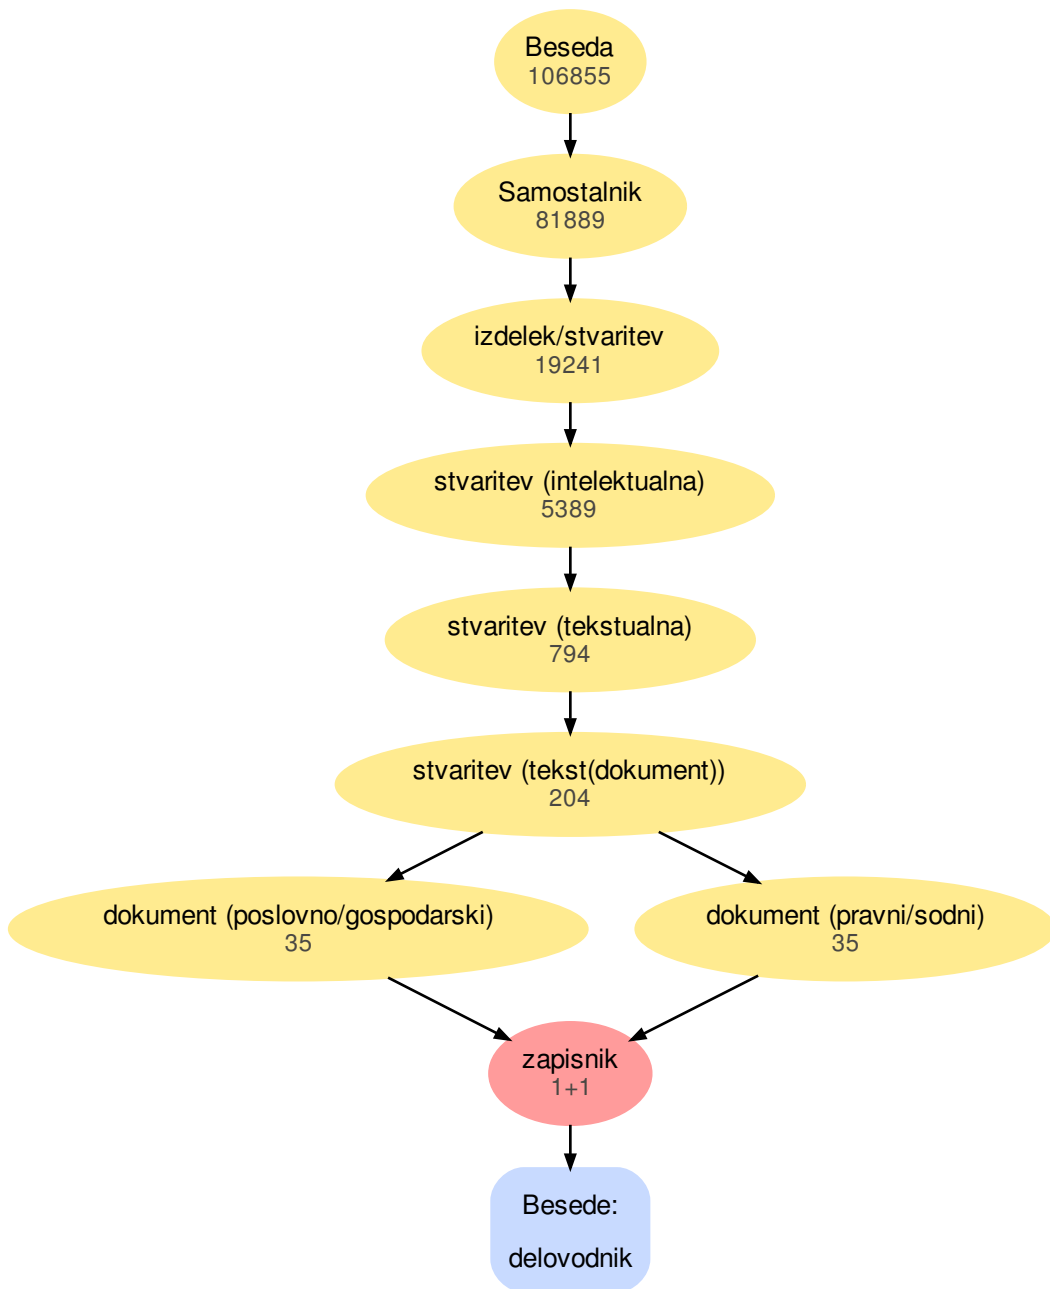 Beseda
106855
Samostalnik
81889
izdelek/stvaritev
19241
stvaritev (intelektualna)
5389
stvaritev (tekstualna)
794
stvaritev (tekst(dokument))
204
dokument (poslovno/gospodarski)
35
dokument (pravni/sodni)
35
zapisnik
1+1
Besede:
delovodnik